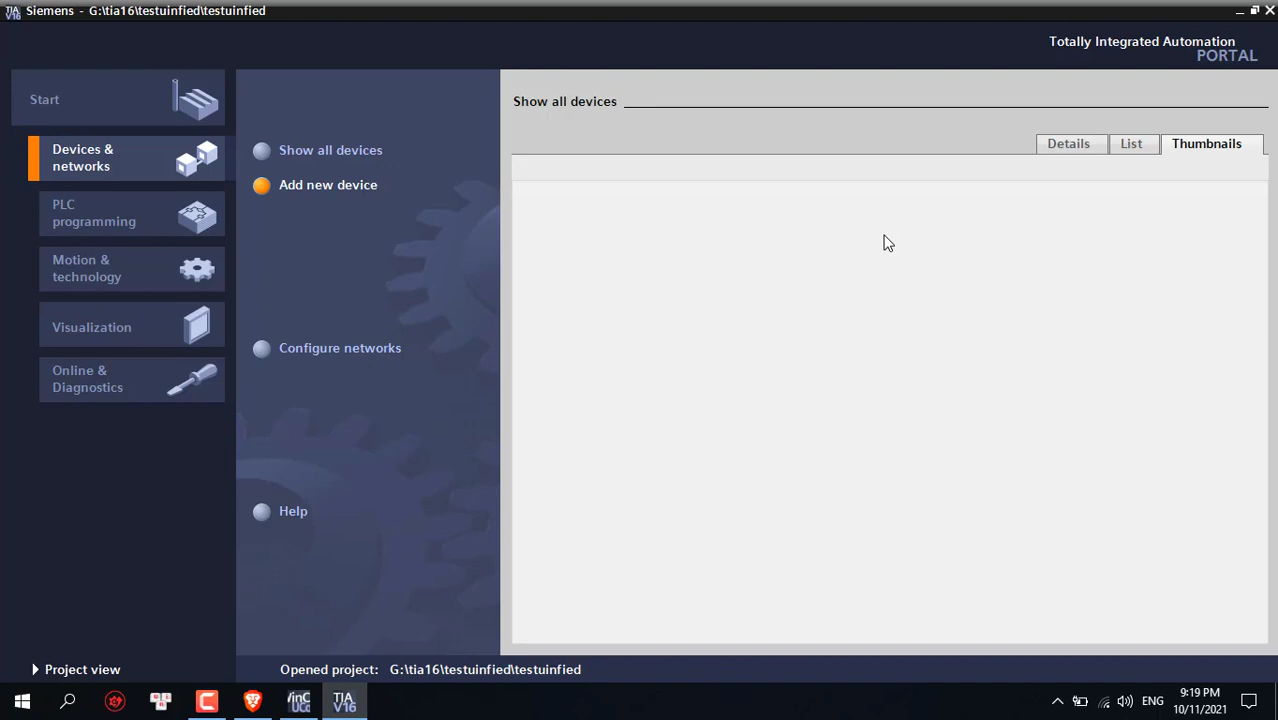 Siemens - G:\tia16\testuinfied\testuinfied
Totally Integrated Automation
PORTAL
Start
Devices &
networks
PLC
programming
Motion &
technology
Visualization
Online &
Diagnostics
Show all devices
Add new device
Configure networks
Help
Show all devices
Details
List
Thumbnails
Project view
Opened project: G:\tia16\testuinfied\testuinfied
TIA
V16
ENG
9:19 PM
10/11/2021